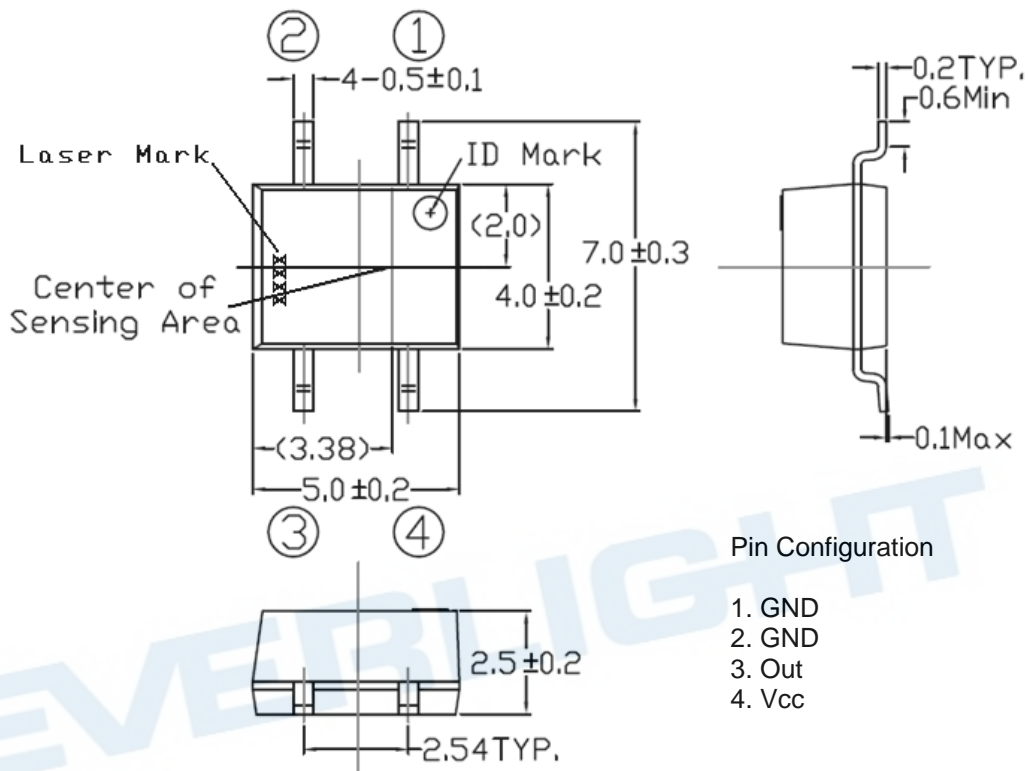 ② ①
4-0.5±0.1
0.2TYP.
0.6Min
Laser Mark
ID Mark
(2.0)
7.0±0.3
4.0±0.2
Center of
Sensing Area
(3.38)
5.0±0.2
0.1Max
③ ④
2.5±0.2
2.54TYP.
Pin Configuration
1. GND
2. GND
3. Out
4. Vcc
EVERLIGHT